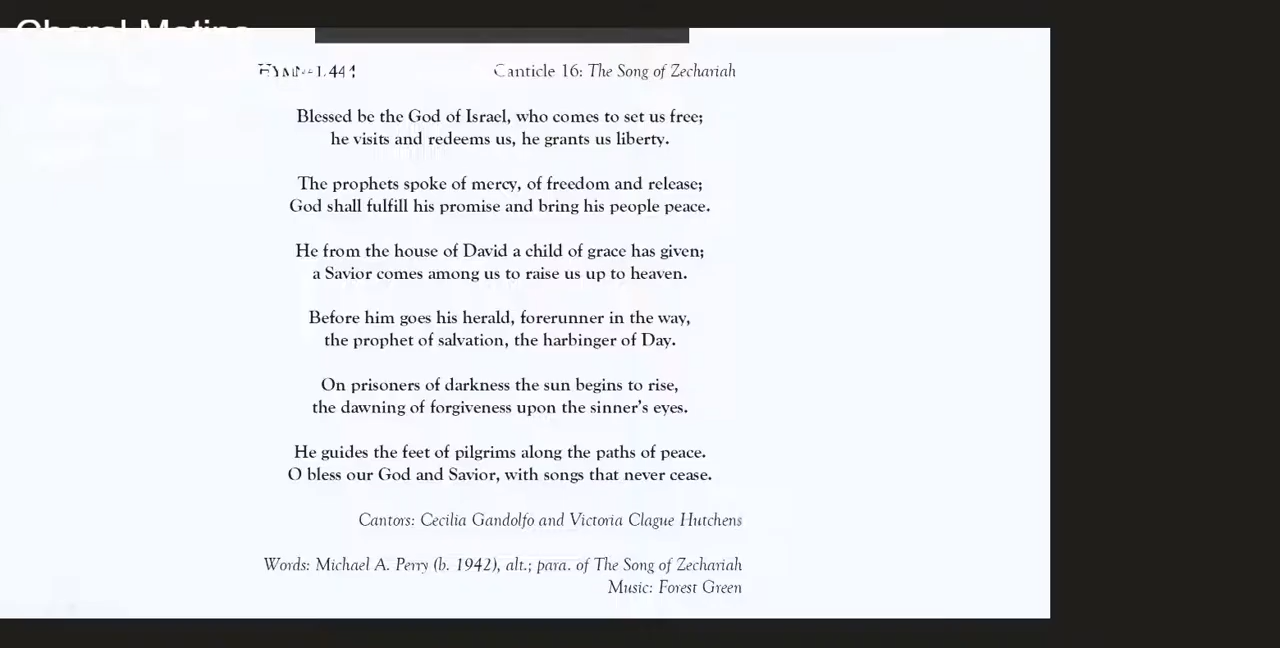 Choral Matins
444 Canticle 16: The Song of Zechariah
Blessed be the God of Israel, who comes to set us free;
he visits and redeems us, he grants us liberty.
The prophets spoke of mercy, of freedom and release;
God shall fulfill his promise and bring his people peace.
He from the house of David a child of grace has given;
a Savior comes among us to raise us up to heaven.
Before him goes his herald, forerunner in the way,
the prophet of salvation, the harbinger of Day.
On prisoners of darkness the sun begins to rise,
the dawning of forgiveness upon the sinner's eyes.
He guides the feet of pilgrims along the paths of peace.
O bless our God and Savior, with songs that never cease.
Cantors: Cecilia Gandolfo and Victoria Clague Hutchens
Words: Michael A. Perry (b. 1942), alt.; para. of The Song of Zechariah
Music: Forest Green